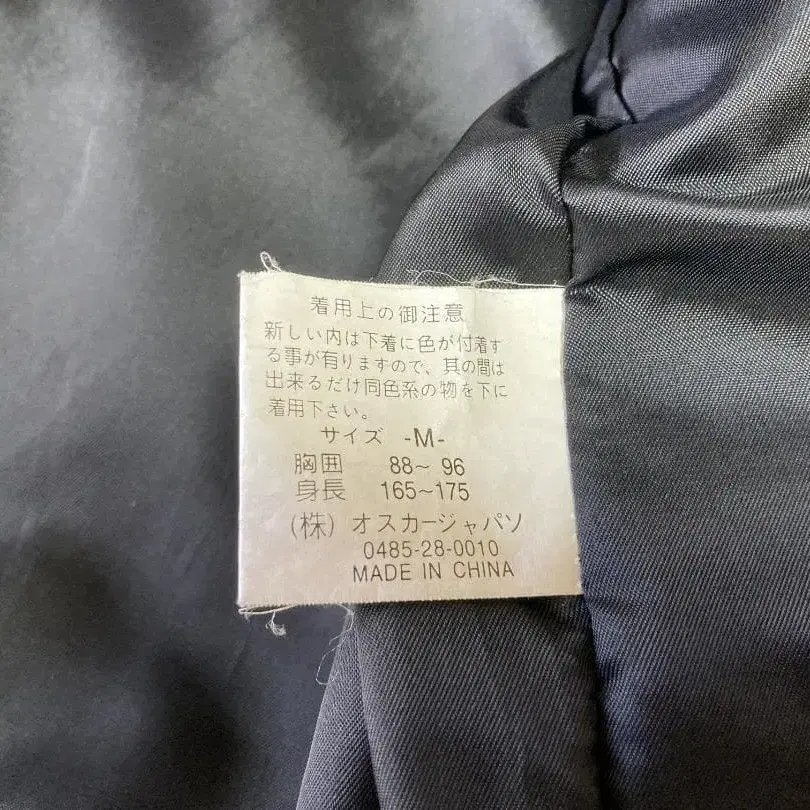 着用上の御注意
新しい内は下着に色が付着す
る事が有りますので、其の間は
出来るだけ同色系の物を下に
着用下さい。
サイズ -M-
胸囲 88~ 96
身長 165~175
(株) オスカージャパソ
0485-28-0010
MADE IN CHINA